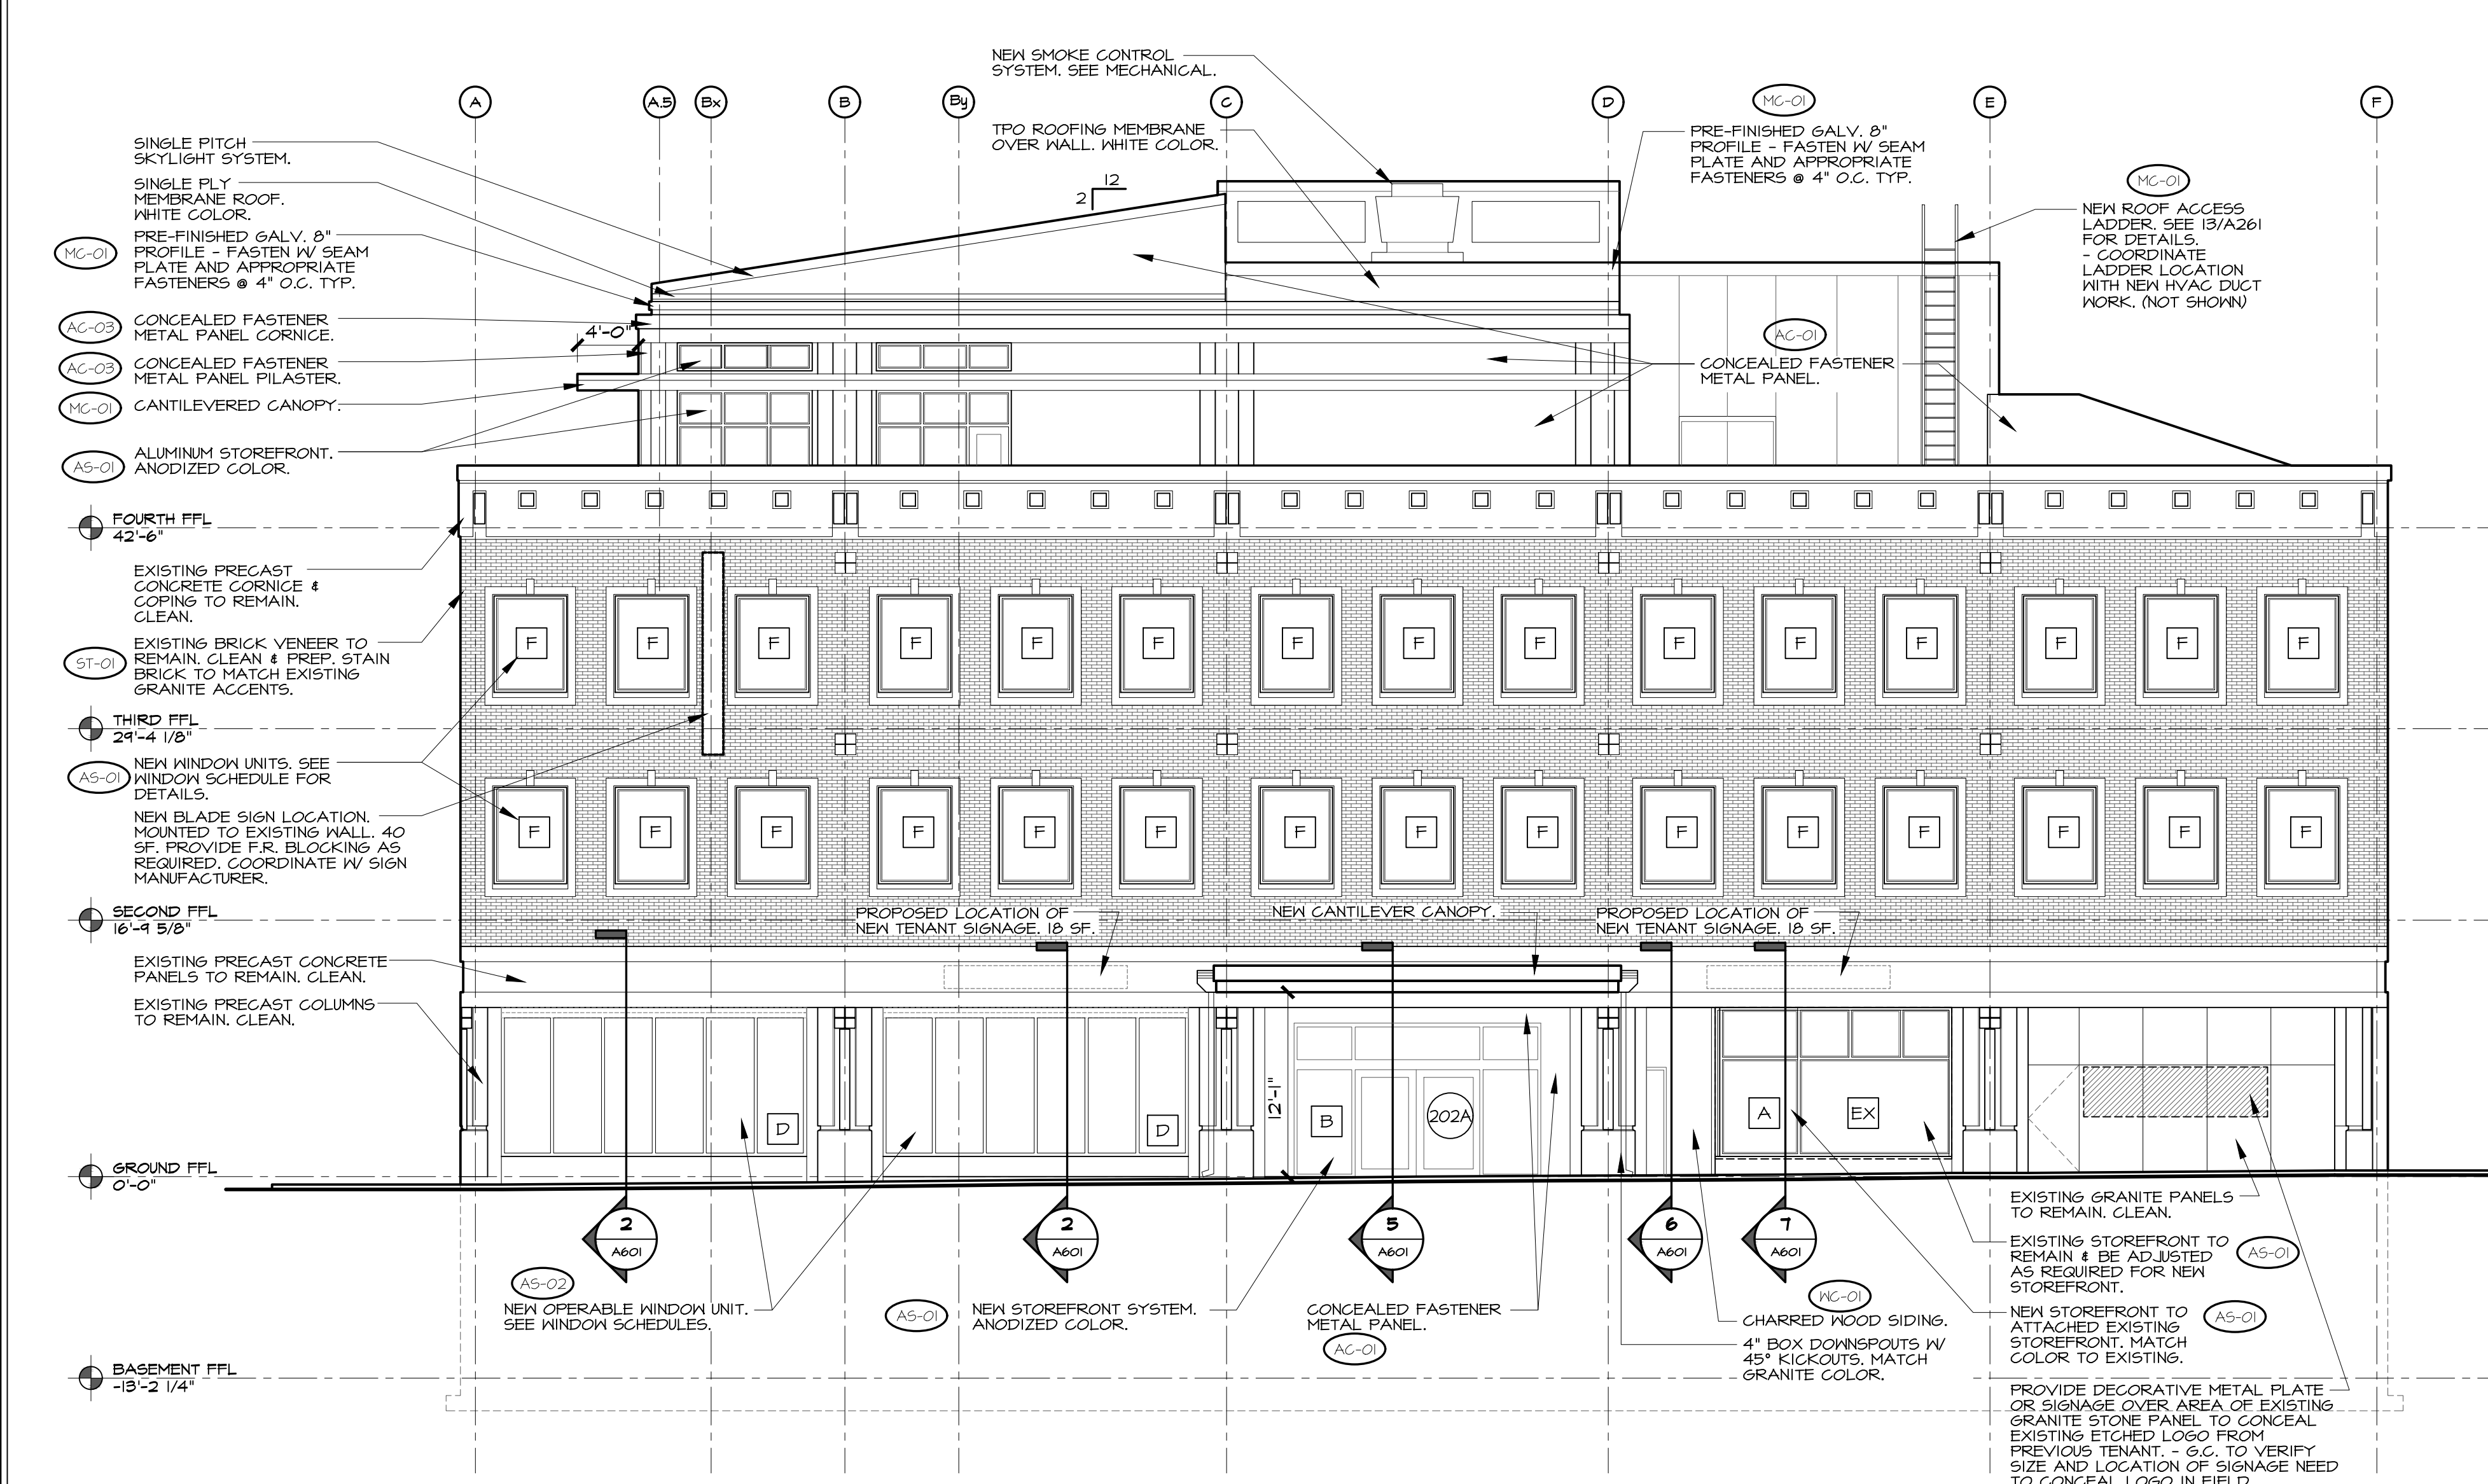 NEW SMOKE CONTROL
SYSTEM. SEE MECHANICAL.
A
A.5
Bx
B
By
C
D
E
F
MC-01
TPO ROOFING MEMBRANE
OVER WALL. WHITE COLOR.
PRE-FINISHED GALV. 8"
PROFILE - FASTEN W/ SEAM
PLATE AND APPROPRIATE
FASTENERS @ 4" O.C. TYP.
SINGLE PITCH
SKYLIGHT SYSTEM.
SINGLE PLY
MEMBRANE ROOF.
WHITE COLOR.
12
2
MC-01
NEW ROOF ACCESS
LADDER. SEE 13/A261
FOR DETAILS.
- COORDINATE
LADDER LOCATION
WITH NEW HVAC DUCT
WORK. (NOT SHOWN)
MC-01
PRE-FINISHED GALV. 8"
PROFILE - FASTEN W/ SEAM
PLATE AND APPROPRIATE
FASTENERS @ 4" O.C. TYP.
AC-03
CONCEALED FASTENER
METAL PANEL CORNICE.
4'-0"
AC-01
CONCEALED FASTENER
METAL PANEL.
AC-03
CONCEALED FASTENER
METAL PANEL PILASTER.
MC-01
CANTILEVERED CANOPY.
AS-01
ALUMINUM STOREFRONT.
ANODIZED COLOR.
FOURTH FFL
42'-6"
EXISTING PRECAST
CONCRETE CORNICE &
COPING TO REMAIN.
CLEAN.
ST-01
EXISTING BRICK VENEER TO
REMAIN. CLEAN & PREP. STAIN
BRICK TO MATCH EXISTING
GRANITE ACCENTS.
F F F F F F F F F F F F F F F
THIRD FFL
29'-4 1/8"
AS-01
NEW WINDOW UNITS. SEE
WINDOW SCHEDULE FOR
DETAILS.
NEW BLADE SIGN LOCATION.
MOUNTED TO EXISTING WALL. 40
SF. PROVIDE F.R. BLOCKING AS
REQUIRED. COORDINATE W/ SIGN
MANUFACTURER.
F F F F F F F F F F F F F F F
SECOND FFL
16'-9 5/8"
PROPOSED LOCATION OF
NEW TENANT SIGNAGE. 18 SF.
NEW CANTILEVER CANOPY.
PROPOSED LOCATION OF
NEW TENANT SIGNAGE. 18 SF.
EXISTING PRECAST CONCRETE
PANELS TO REMAIN. CLEAN.
EXISTING PRECAST COLUMNS
TO REMAIN. CLEAN.
D
D
12'-1"
B
202A
A
EX
GROUND FFL
0'-0"
2
A601
2
A601
5
A601
6
A601
7
A601
EXISTING GRANITE PANELS
TO REMAIN. CLEAN.
EXISTING STOREFRONT TO
REMAIN & BE ADJUSTED
AS REQUIRED FOR NEW
STOREFRONT.
AS-01
AS-02
NEW OPERABLE WINDOW UNIT.
SEE WINDOW SCHEDULES.
AS-01
NEW STOREFRONT SYSTEM.
ANODIZED COLOR.
CONCEALED FASTENER
METAL PANEL.
AC-01
WC-01
CHARRED WOOD SIDING.
4" BOX DOWNSPOUTS W/
45° KICKOUTS. MATCH
GRANITE COLOR.
NEW STOREFRONT TO
ATTACHED EXISTING
STOREFRONT. MATCH
COLOR TO EXISTING.
AS-01
BASEMENT FFL
-13'-2 1/4"
PROVIDE DECORATIVE METAL PLATE
OR SIGNAGE OVER AREA OF EXISTING
GRANITE STONE PANEL TO CONCEAL
EXISTING ETCHED LOGO FROM
PREVIOUS TENANT. - G.C. TO VERIFY
SIZE AND LOCATION OF SIGNAGE NEED
TO CONCEAL LOGO IN FIELD